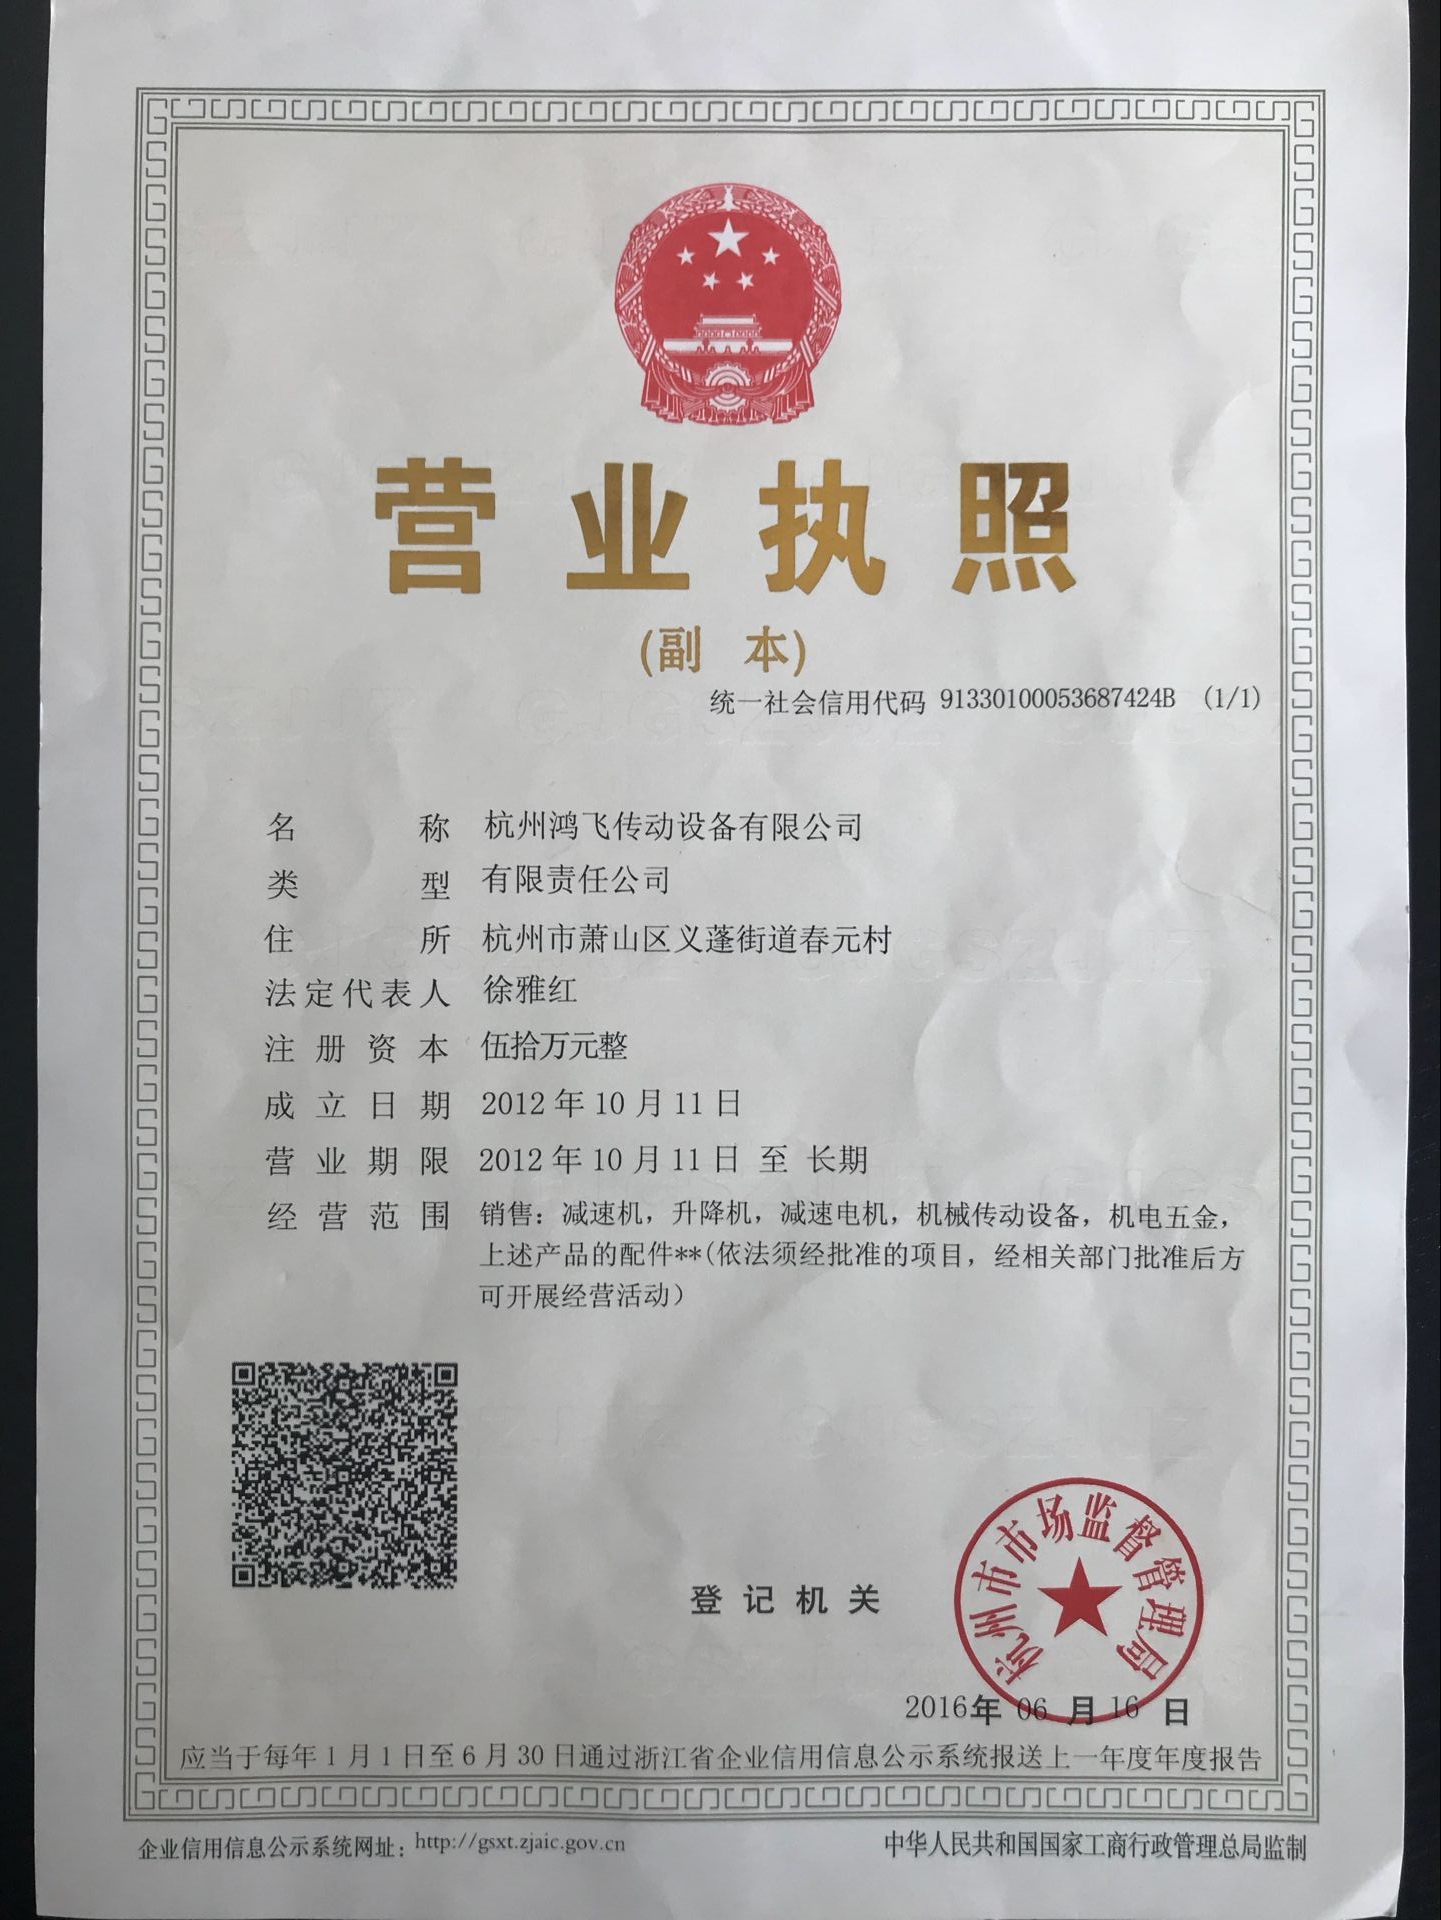 营业执照
(副 本)
统一社会信用代码 91330100053687424B (1/1)
名 称 杭州鸿飞传动设备有限公司
类 型 有限责任公司
住 所 杭州市萧山区义蓬街道春元村
法定代表人 徐雅红
注册资本 伍拾万元整
成立日期 2012年10月11日
营业期限 2012年10月11日 至 长期
经营范围 销售：减速机，升降机，减速电机，机械传动设备，机电五金，
上述产品的配件**(依法须经批准的项目，经相关部门批准后方
可开展经营活动）
登记机关
杭州市市场监督管理局
2016年 06 月 16 日
应当于每年1月1日至6月30日通过浙江省企业信用信息公示系统报送上一年度年度报告
企业信用信息公示系统网址：http://gsxt.zjaic.gov.cn
中华人民共和国国家工商行政管理总局监制